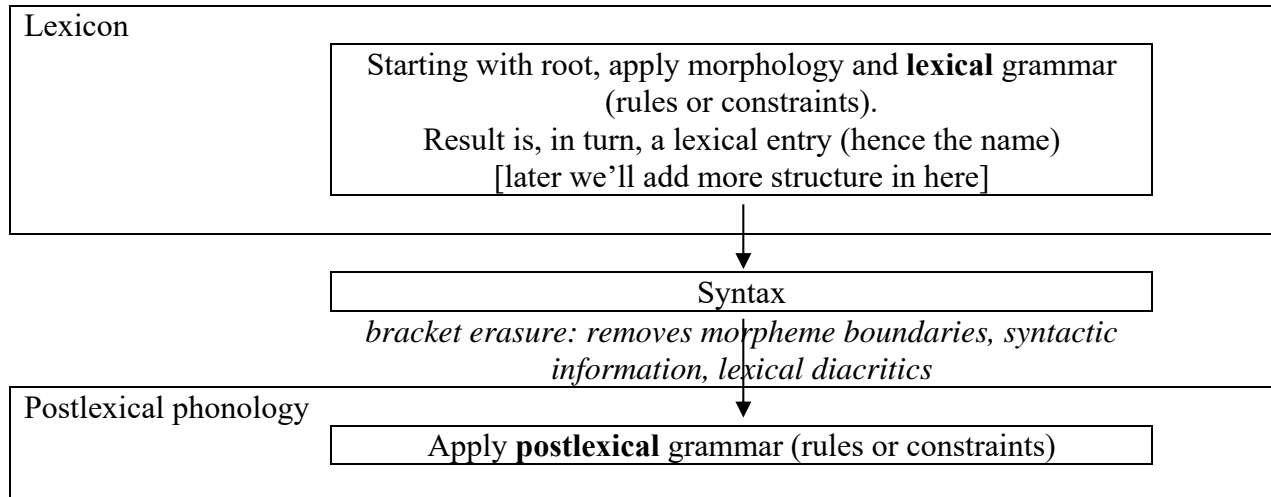 Lexicon
Starting with root, apply morphology and lexical grammar
(rules or constraints).
Result is, in turn, a lexical entry (hence the name)
[later we’ll add more structure in here]
Syntax
bracket erasure: removes morpheme boundaries, syntactic
information, lexical diacritics
Postlexical phonology
Apply postlexical grammar (rules or constraints)